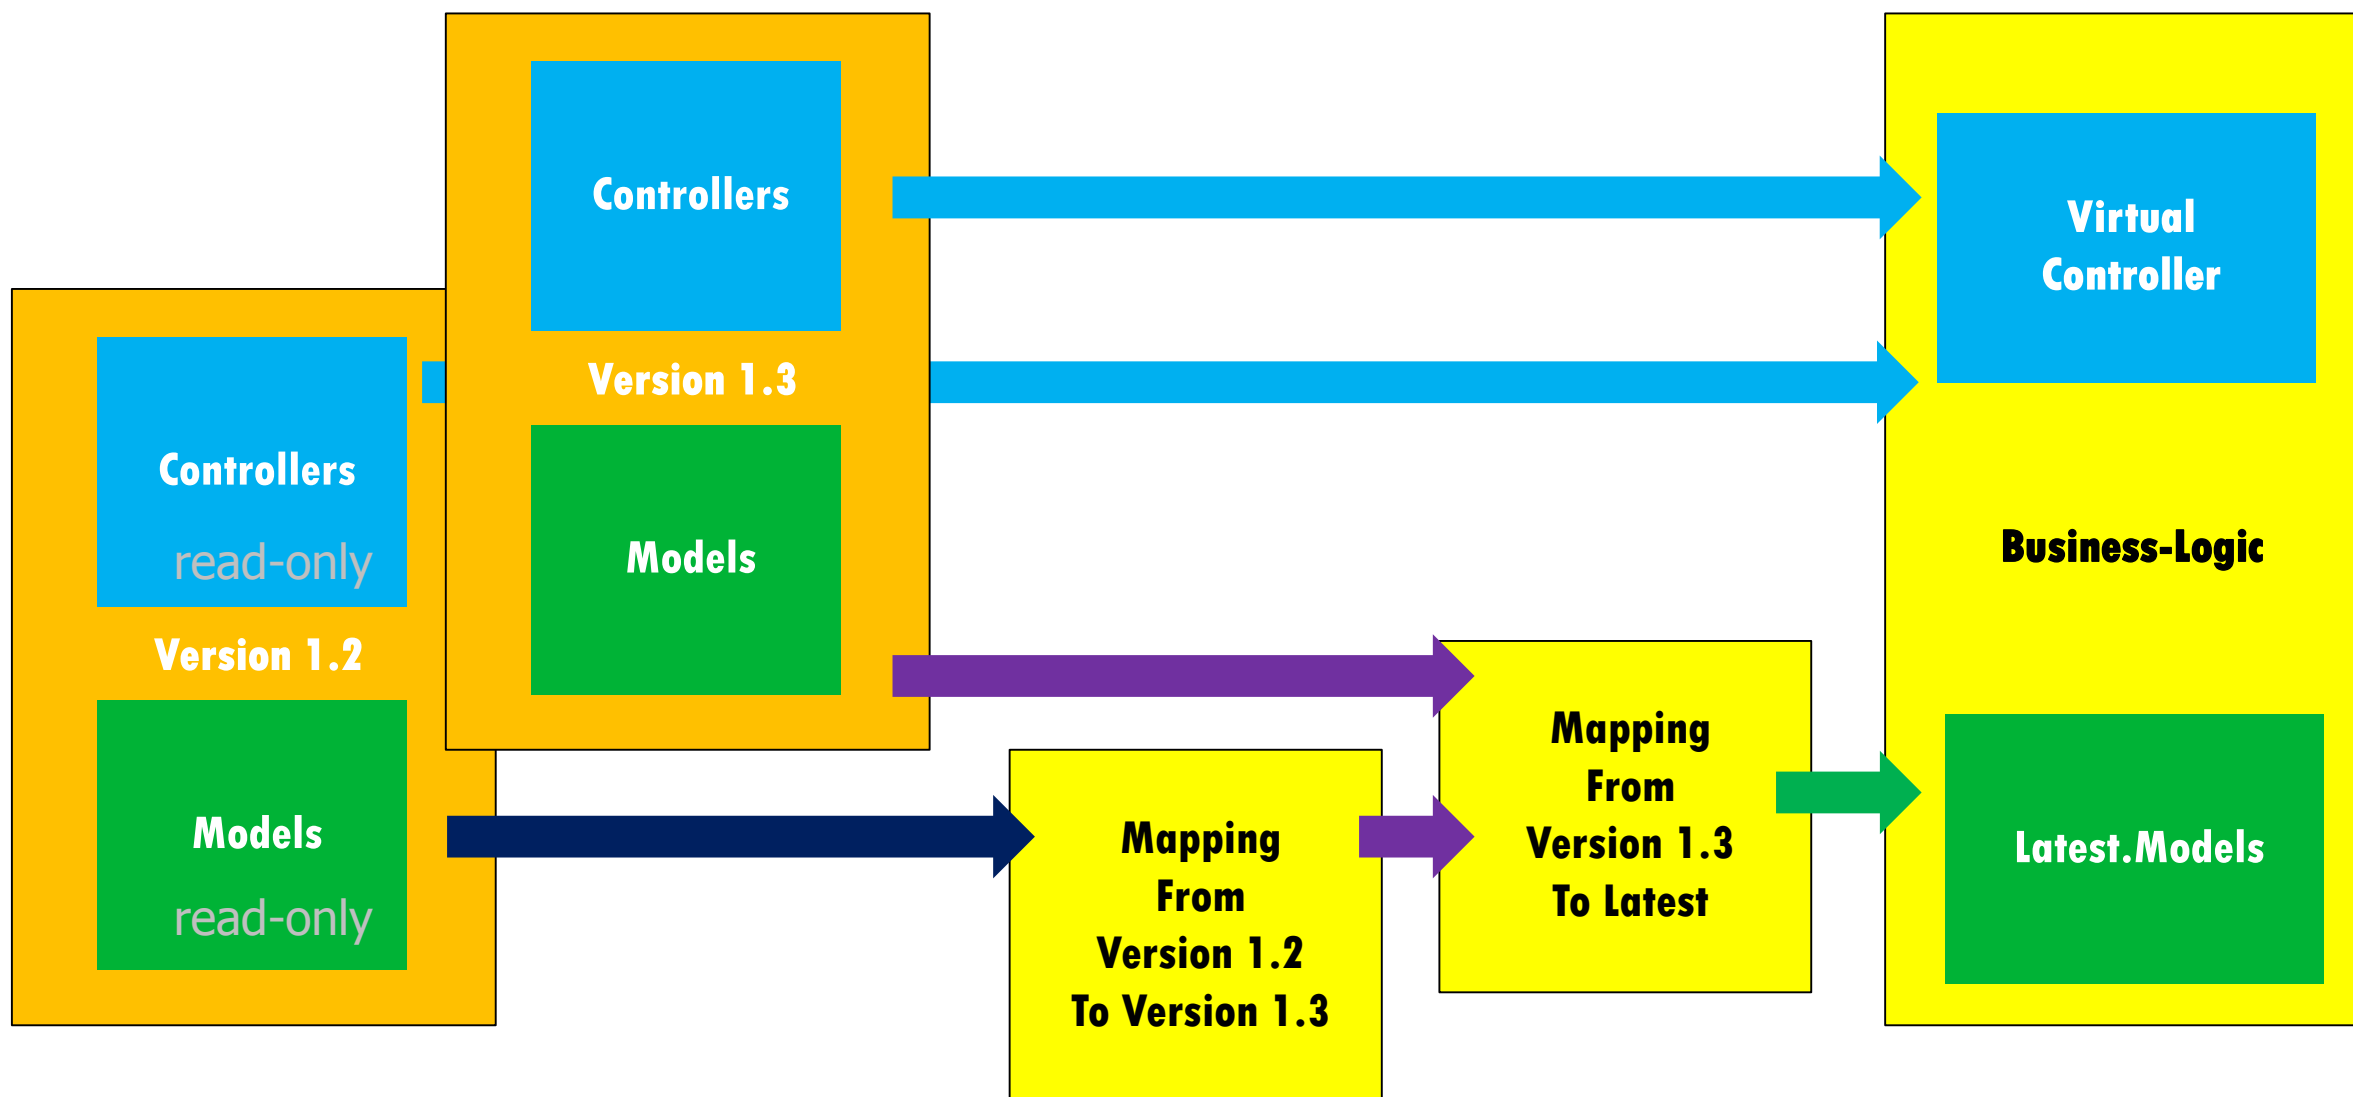 Controllers
Version 1.3
Models
Controllers
read-only
Version 1.2
Models
read-only
Mapping
From
Version 1.2
To Version 1.3
Mapping
From
Version 1.3
To Latest
Virtual
Controller
Business-Logic
Latest.Models